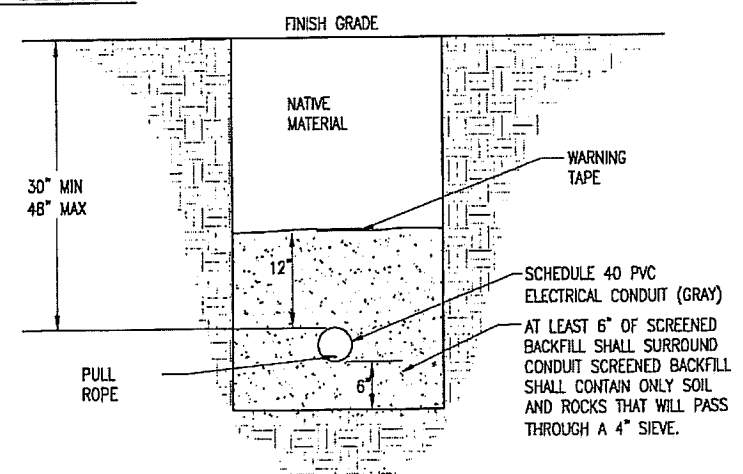 FINISH GRADE
NATIVE
MATERIAL
WARNING
TAPE
30" MIN
48" MAX
12"
SCHEDULE 40 PVC
ELECTRICAL CONDUIT (GRAY)
AT LEAST 6" OF SCREENED
BACKFILL SHALL SURROUND
CONDUIT SCREENED BACKFILL
SHALL CONTAIN ONLY SOIL
AND ROCKS THAT WILL PASS
THROUGH A 4" SIEVE.
PULL
ROPE
6"